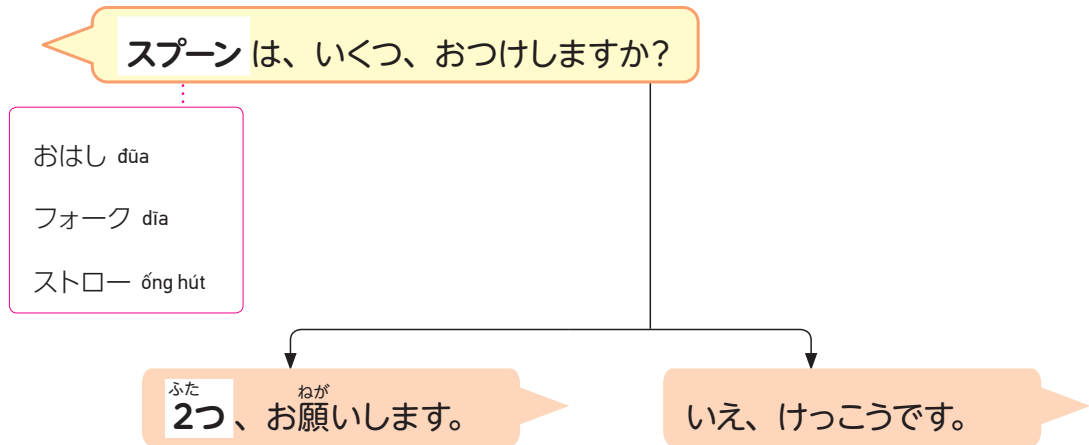 スプーンは、いくつ、おつけしますか？
おはし đũa
フォーク dĩa
ストロー ống hút
ふた ねが
2つ、お願いします。
いえ、けっこうです。